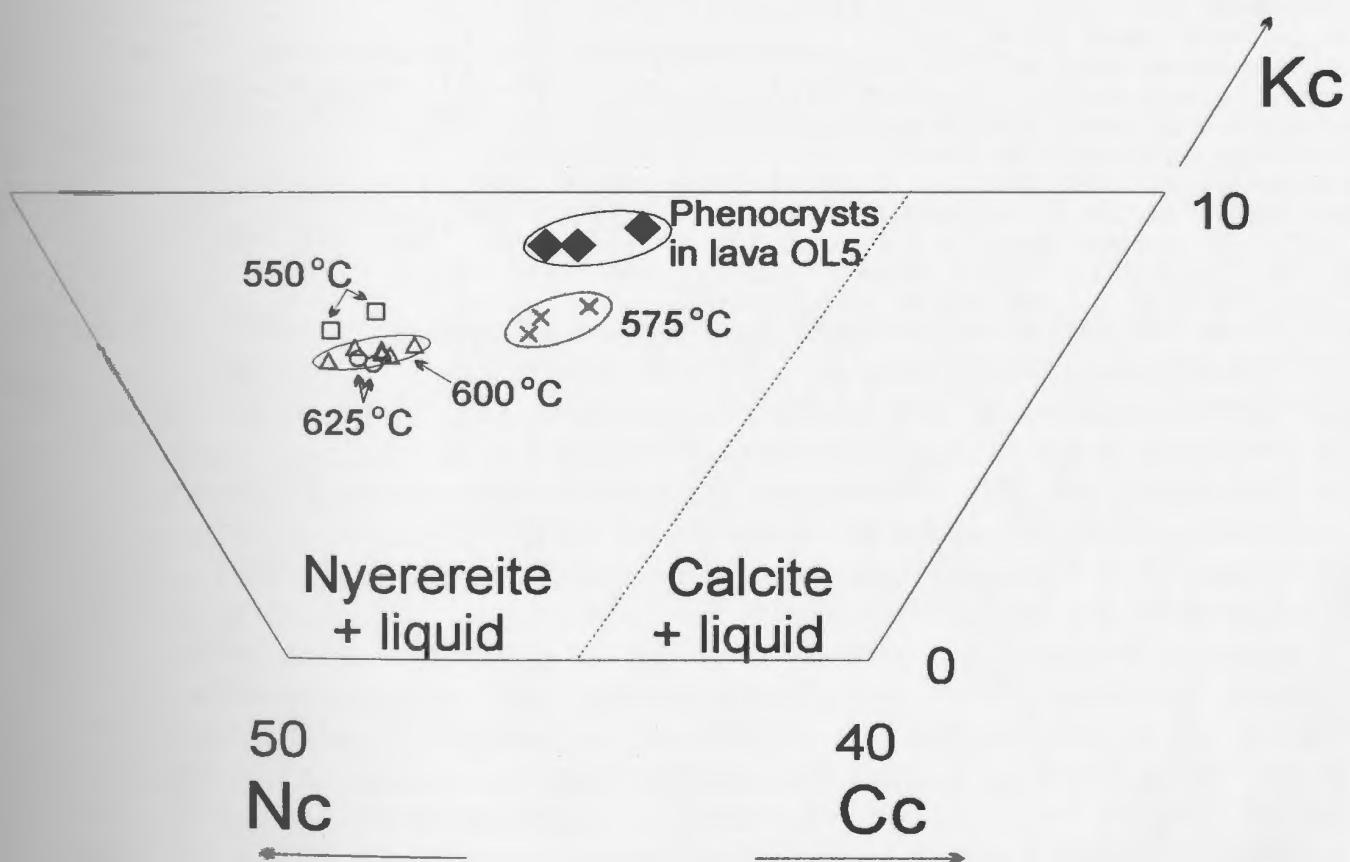 Kc
10
Phenocrysts
in lava OL5
550 °C
575 °C
600 °C
625 °C
Nyerereite
+ liquid
Calcite
+ liquid
0
50
40
Nc
Cc